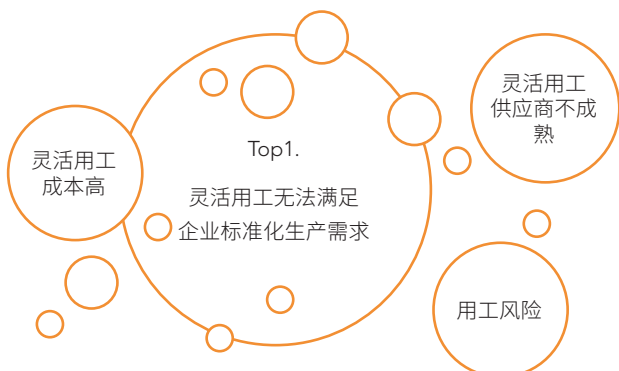 灵活用工
供应商不成
熟
Top1.
灵活用工
成本高
灵活用工无法满足
企业标准化生产需求
用工风险